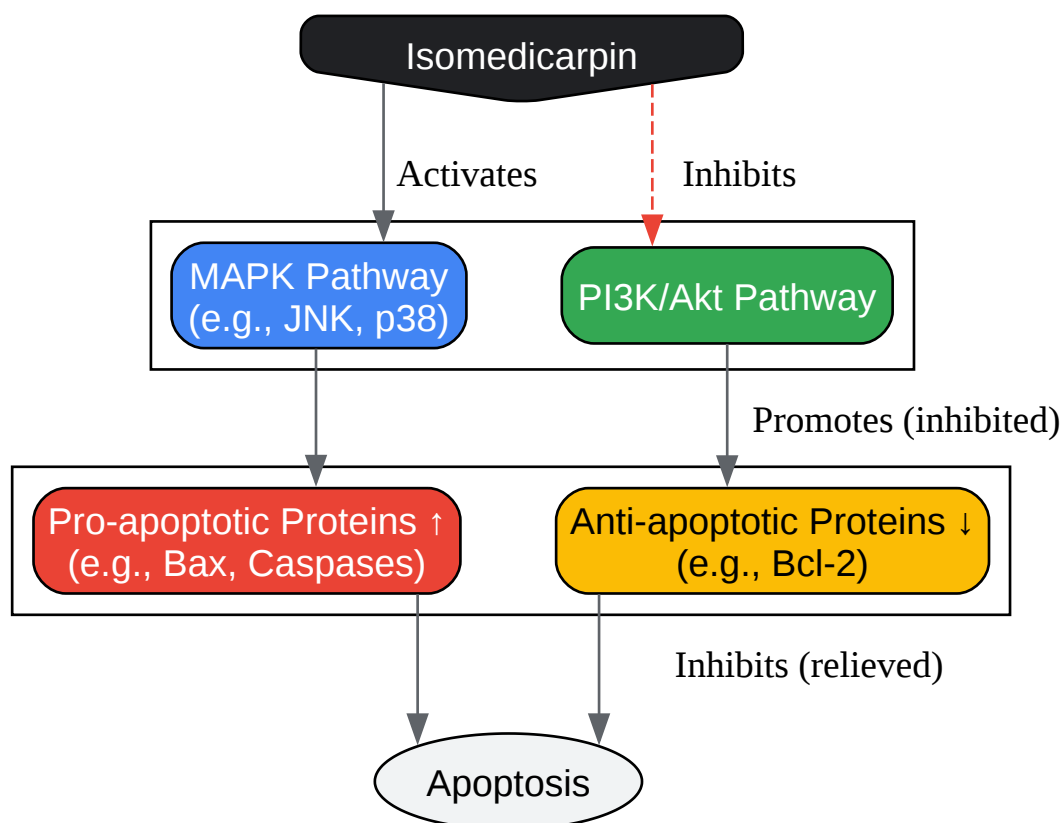 Isomedicarpin
Activates
Inhibits
MAPK Pathway
(e.g., JNK, p38)
PI3K/Akt Pathway
Promotes (inhibited)
Pro-apoptotic Proteins ↑
(e.g., Bax, Caspases)
Anti-apoptotic Proteins ↓
(e.g., Bcl-2)
Inhibits (relieved)
Apoptosis